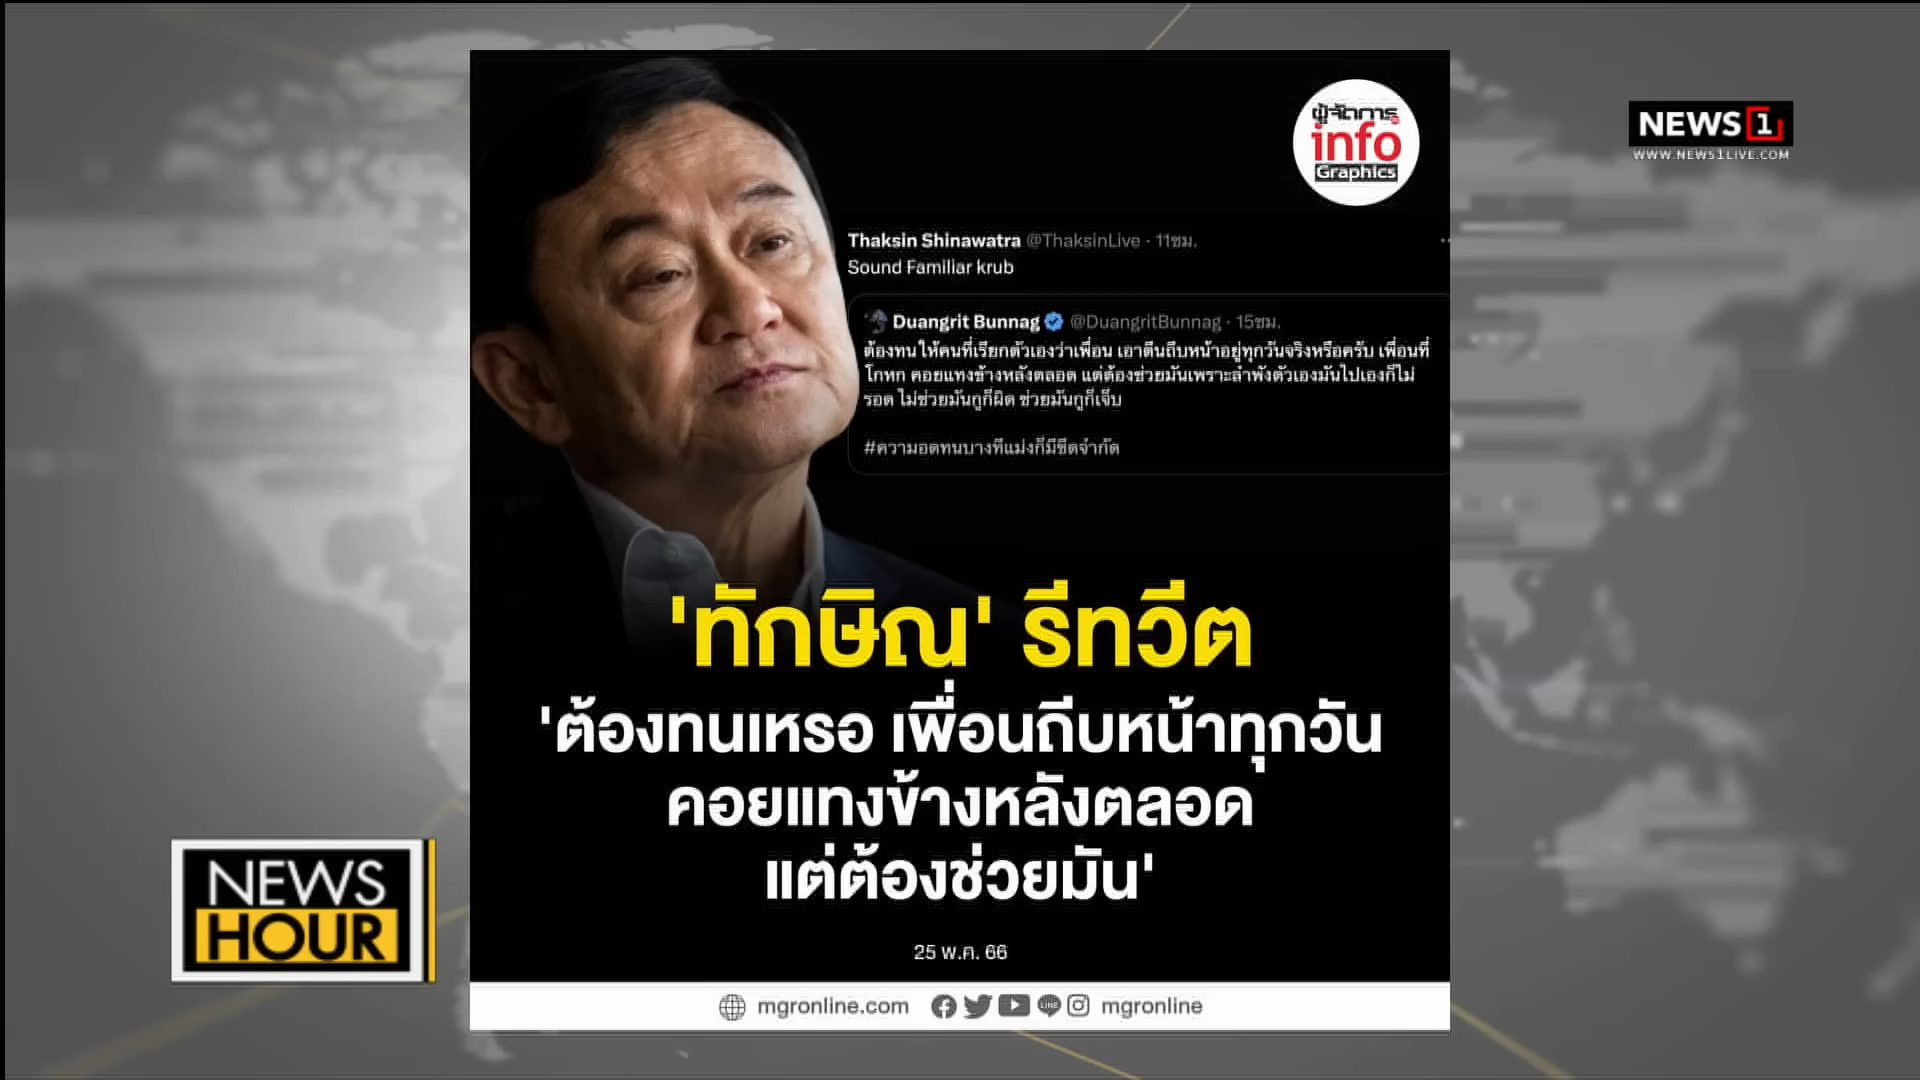 ผู้จัดการ
info
Graphics
NEWS 1
WWW.NEWS1LIVE.COM
Thaksin Shinawatra @ThaksinLive · 11ชม.
Sound Familiar krub
Duangrit Bunnag @DuangritBunnag · 15ชม.
ต้องทนให้คนที่เรียกตัวเองว่าเพื่อน เอาตีนถีบหน้าอยู่ทุกวันจริงหรือครับ เพื่อนที่
โกหก คอยแทงข้างหลังตลอด แต่ต้องช่วยมันเพราะลำพังตัวเองมันไปเองก็ไม่
รอด ไม่ช่วยมันกูก็ผิด ช่วยมันกูก็เจ็บ
#ความอดทนบางทีแม่งก็มีขีดจำกัด
'ทักษิณ' รีทวีต
'ต้องทนเหรอ เพื่อนถีบหน้าทุกวัน
คอยแทงข้างหลังตลอด
แต่ต้องช่วยมัน'
25 พ.ค. 66
NEWS
HOUR
mgronline.com LINE mgronline